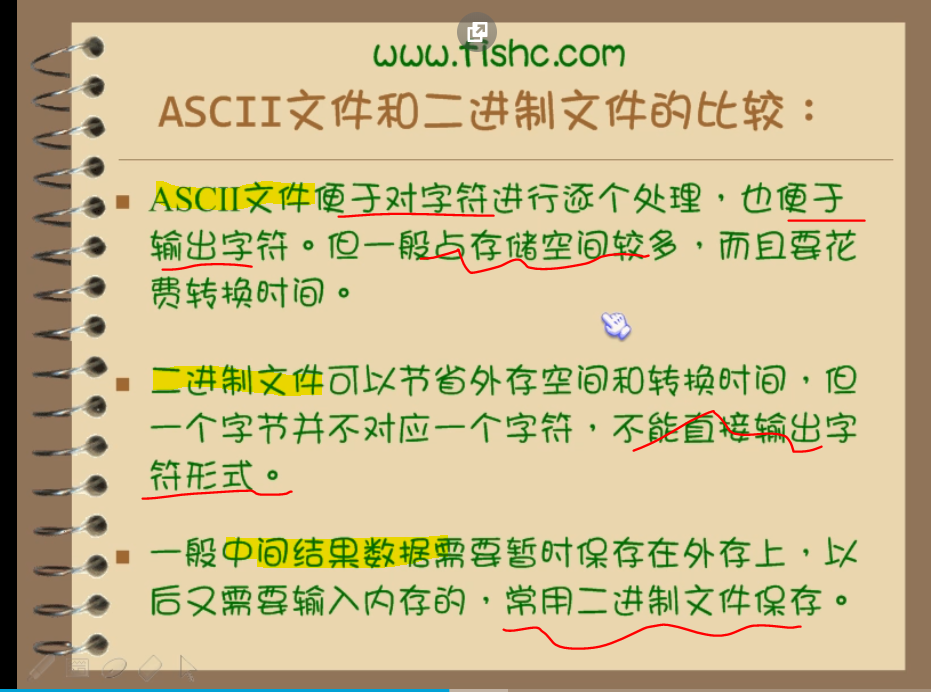 www.fishc.com
ASCII文件和二进制文件的比较：
ASCII文件便于对字符进行逐个处理，也便于
输出字符。但一般占存储空间较多，而且要花
费转换时间。
二进制文件可以节省外存空间和转换时间，但
一个字节并不对应一个字符，不能直接输出字
符形式。
一般中间结果数据需要暂时保存在外存上，以
后又需要输入内存的，常用二进制文件保存。